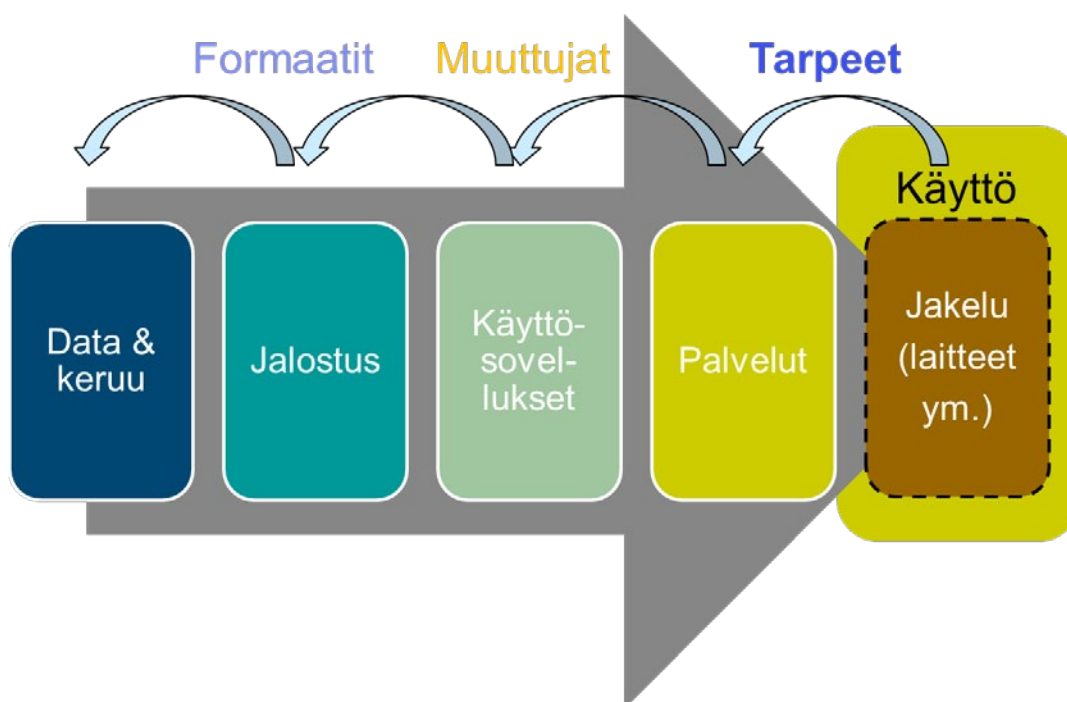 Formaatit
Muuttujat
Tarpeet
Käyttö
Data &
keruu
Jalostus
Käyttö-
sovel-
lukset
Palvelut
Jakelu
(laitteet
ym.)